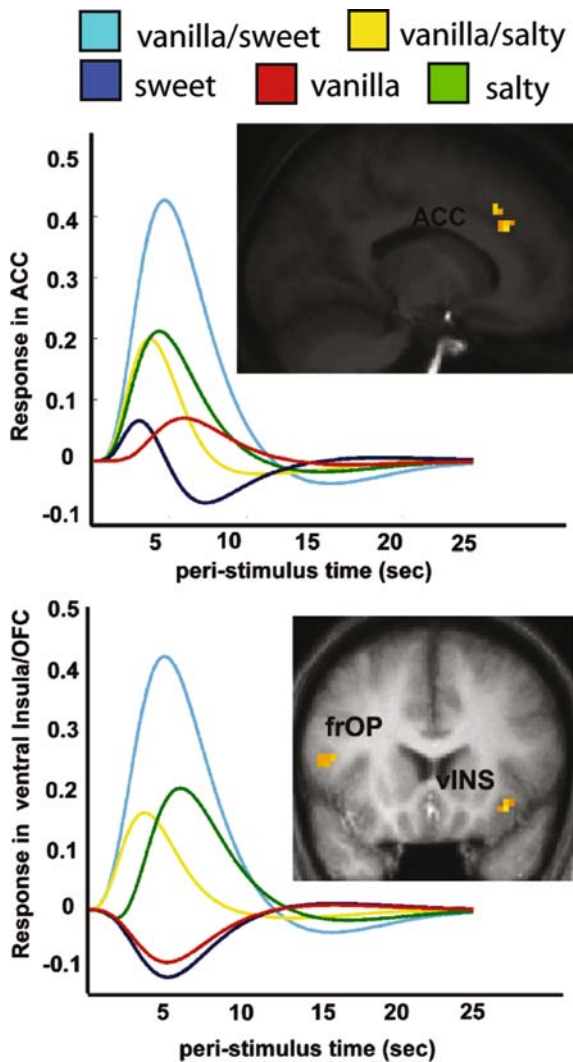 vanilla/sweet vanilla/salty
sweet vanilla salty
Response in ACC
0.5
0.4
0.3
0.2
0.1
0
-0.1
ACC
5 10 15 20 25
peri-stimulus time (sec)
Response in ventral Insula/OFC
0.5
0.4
0.3
0.2
0.1
0
-0.1
frOP
vINS
5 10 15 20 25
peri-stimulus time (sec)